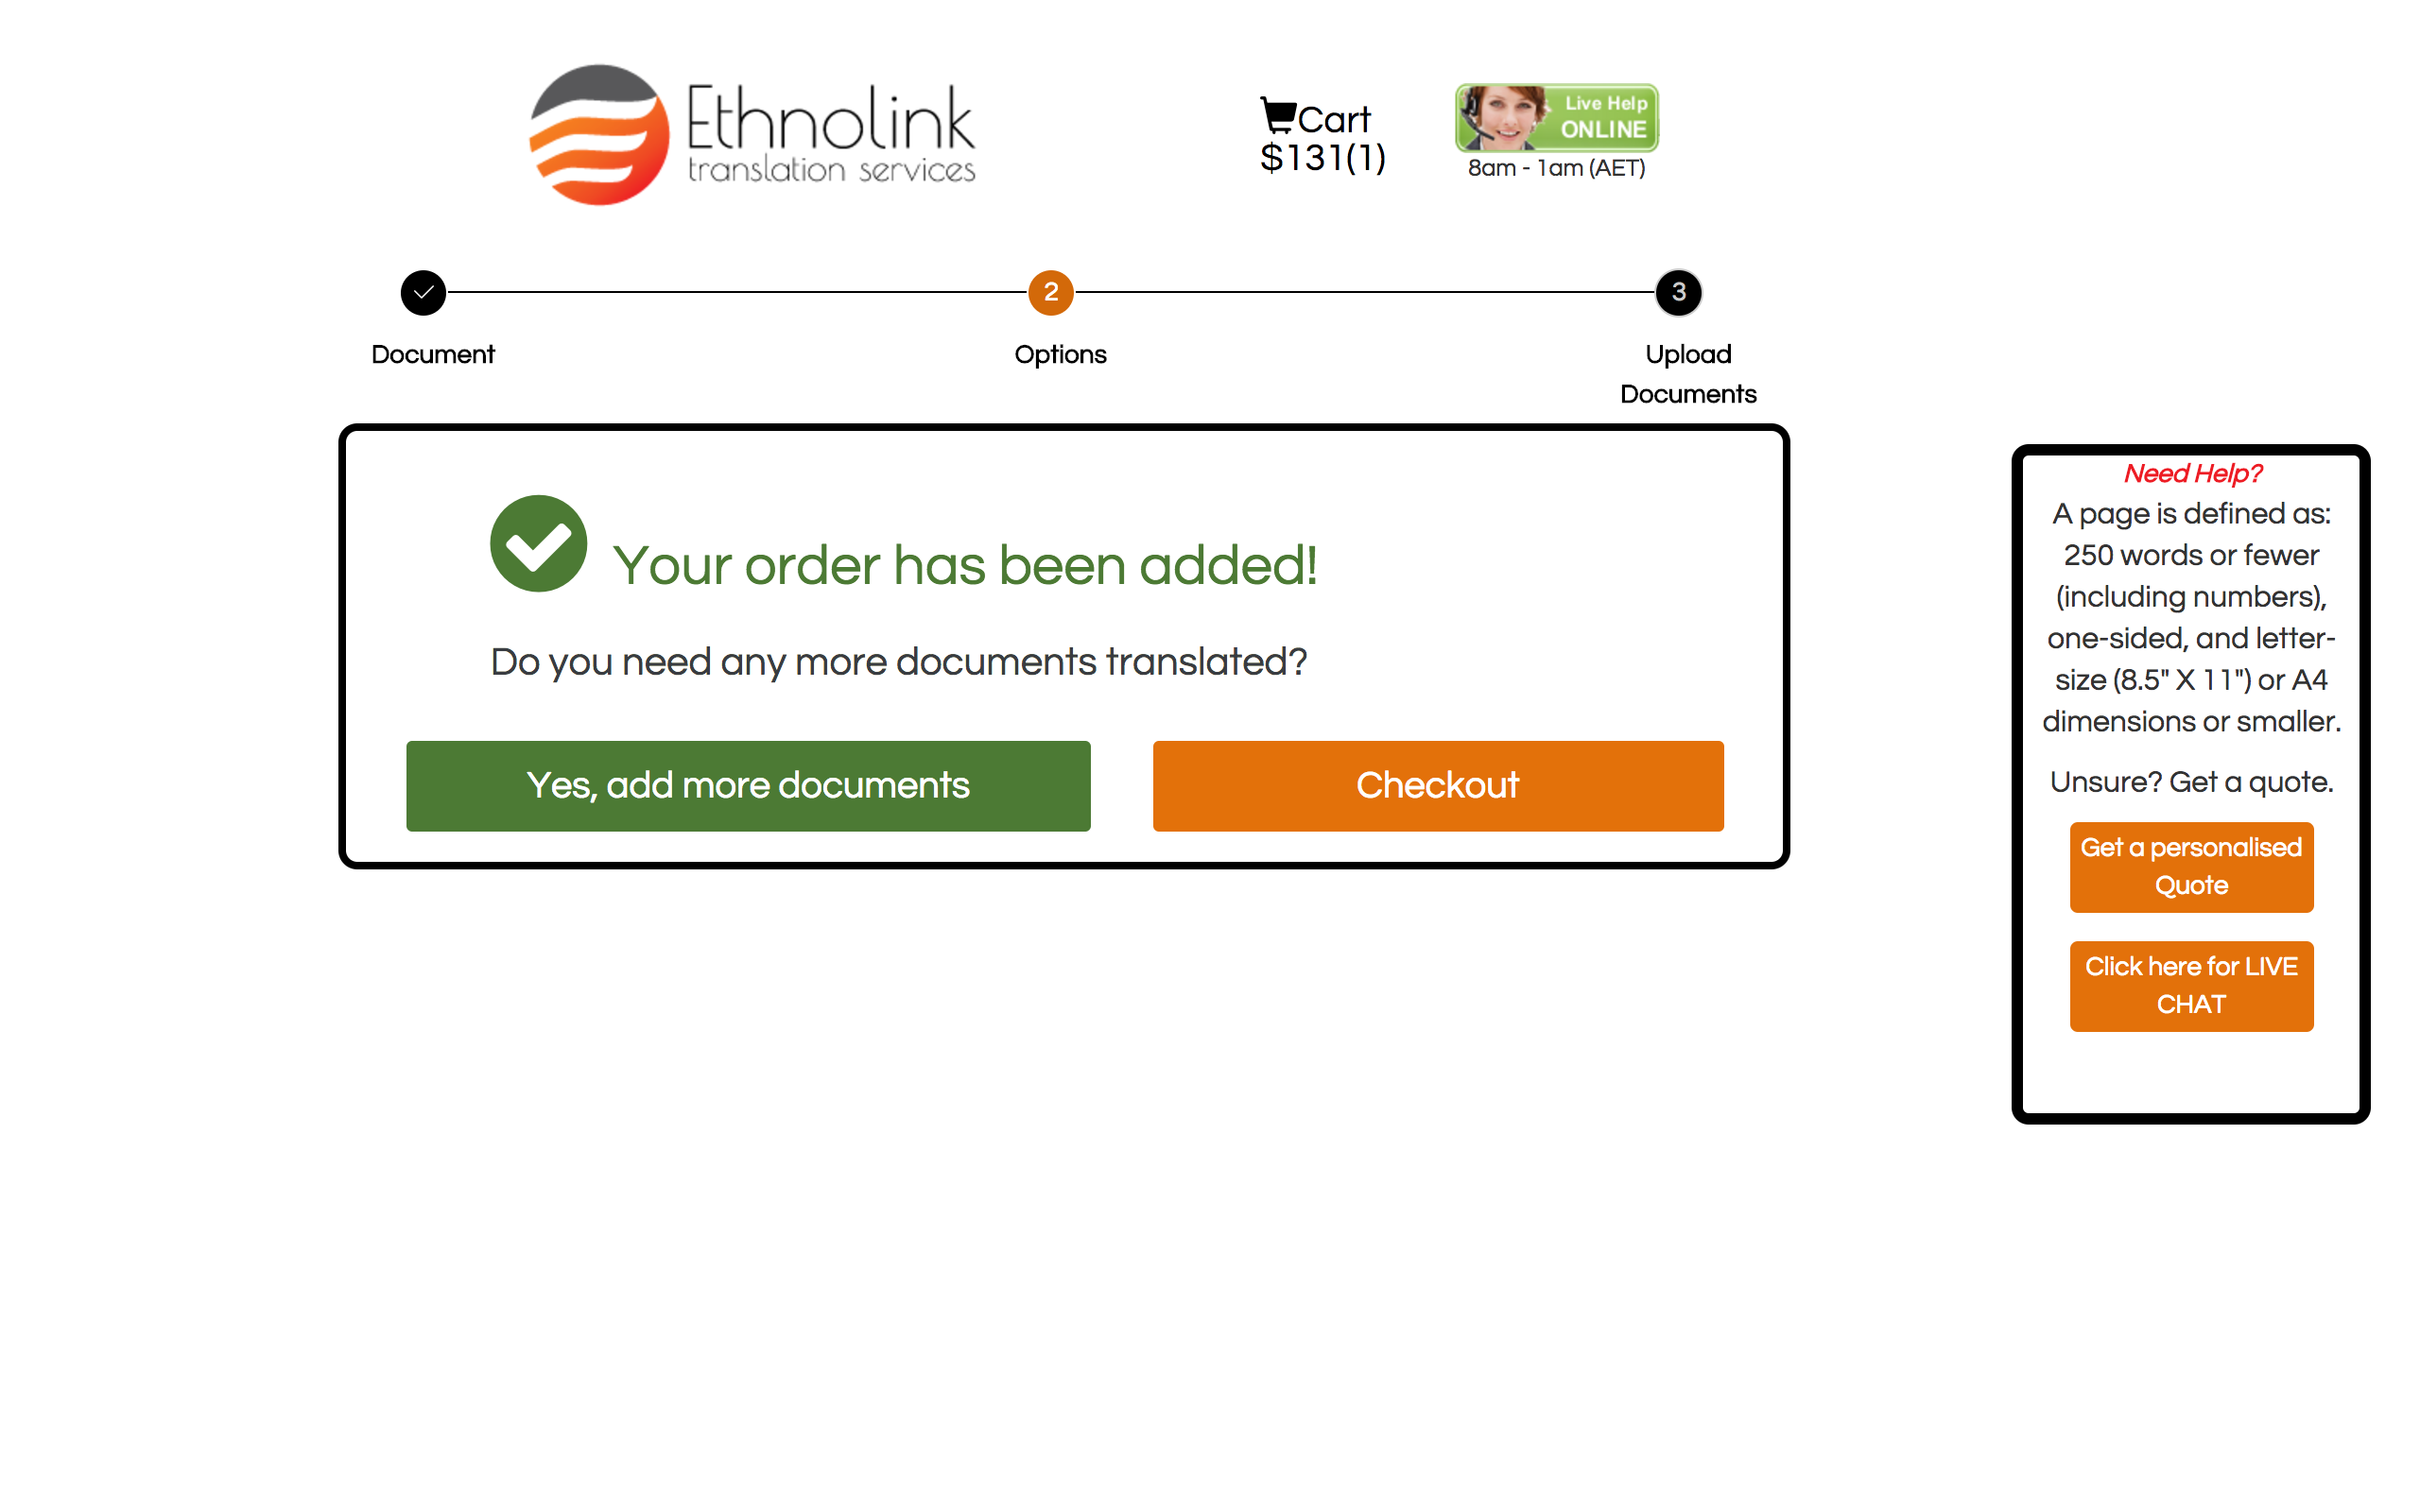 Ethnolink
translation services
Cart
$131(1)
Live Help
ONLINE
8am - 1am (AET)
2
3
Document
Options
Upload
Documents
Your order has been added!
Do you need any more documents translated?
Yes, add more documents
Checkout
Need Help?
A page is defined as:
250 words or fewer
(including numbers),
one-sided, and letter-
size (8.5" X 11") or A4
dimensions or smaller.
Unsure? Get a quote.
Get a personalised
Quote
Click here for LIVE
CHAT